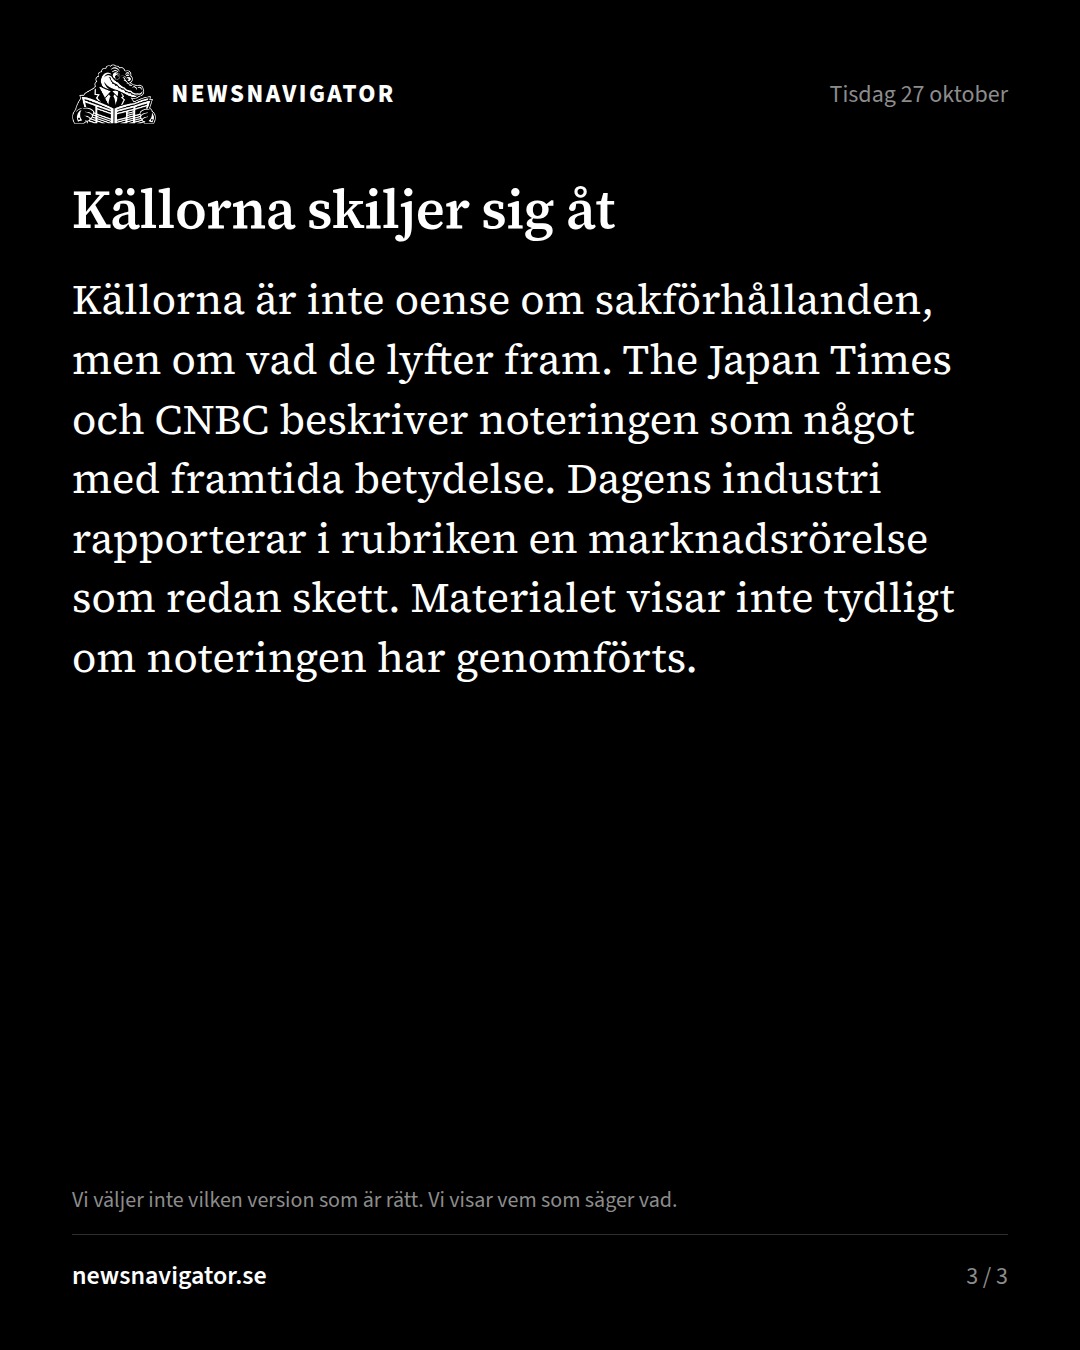 NEWSNAVIGATOR
Tisdag 27 oktober
Källorna skiljer sig åt
Källorna är inte oense om sakförhållanden,
men om vad de lyfter fram. The Japan Times
och CNBC beskriver noteringen som något
med framtida betydelse. Dagens industri
rapporterar i rubriken en marknadsrörelse
som redan skett. Materialet visar inte tydligt
om noteringen har genomförts.
Vi väljer inte vilken version som är rätt. Vi visar vem som säger vad.
newsnavigator.se
3 / 3